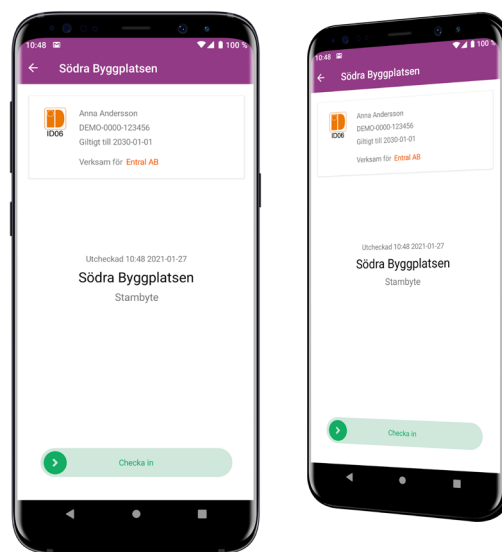 10:48 100 %
Södra Byggplatsen
Anna Andersson
DEMO-0000-123456
Giltigt till 2030-01-01
Verksam för Entral AB
ID06
Utcheckad 10:48 2021-01-27
Södra Byggplatsen
Stambyte
Checka in
10:48 100 %
Södra Byggplatsen
Anna Andersson
DEMO-0000-123456
Giltigt till 2030-01-01
Verksam för Entral AB
ID06
Utcheckad 10:48 2021-01-27
Södra Byggplatsen
Stambyte
Checka in